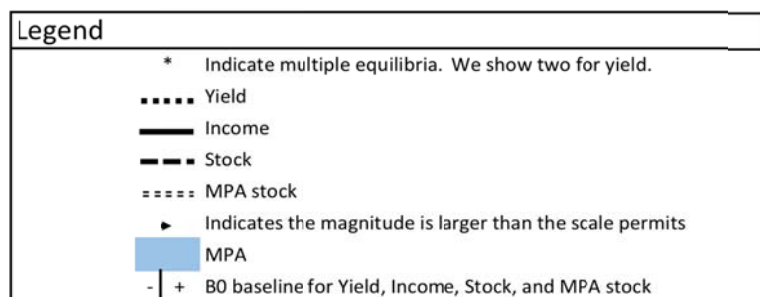 Legend
* Indicate multiple equilibria. We show two for yield.
Yield
Income
Stock
MPA stock
Indicates the magnitude is larger than the scale permits
MPA
- + B0 baseline for Yield, Income, Stock, and MPA stock